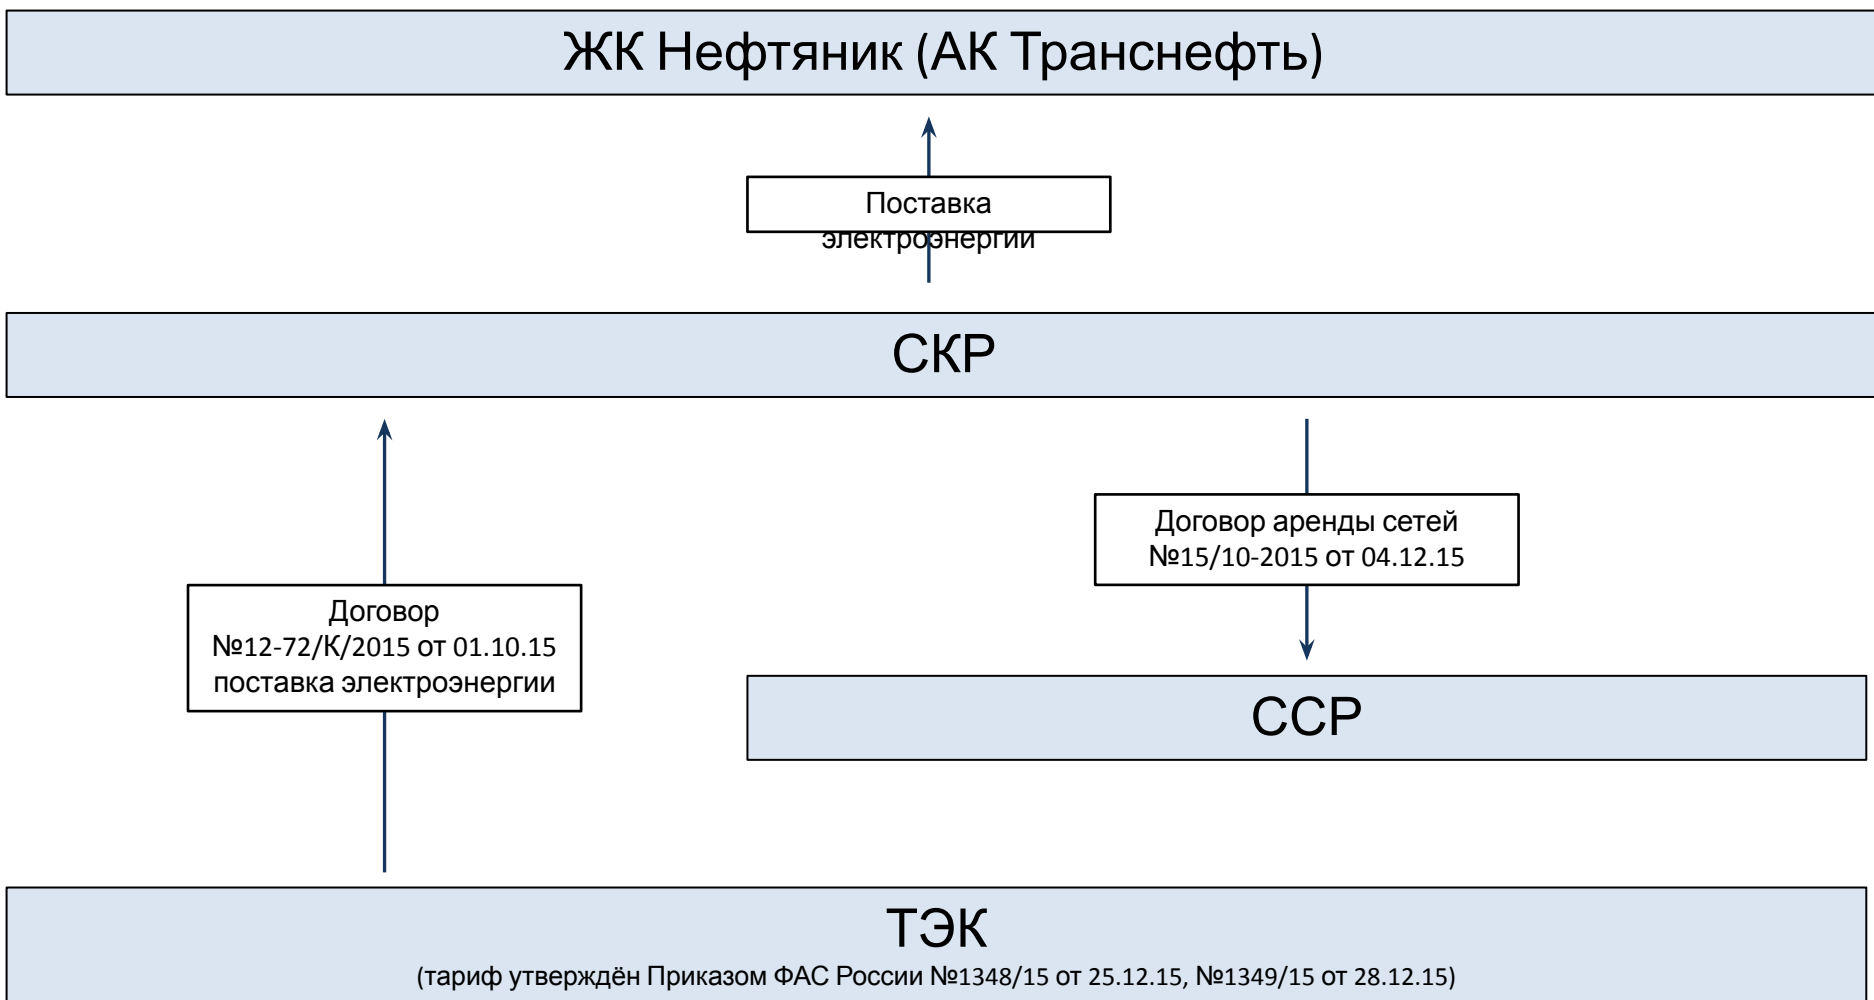 ЖК Нефтяник (АК Транснефть)
Поставка
электроэнергии
СКР
Договор аренды сетей
№15/10-2015 от 04.12.15
Договор
№12-72/К/2015 от 01.10.15
поставка электроэнергии
ССР
ТЭК
(тариф утверждён Приказом ФАС России №1348/15 от 25.12.15, №1349/15 от 28.12.15)